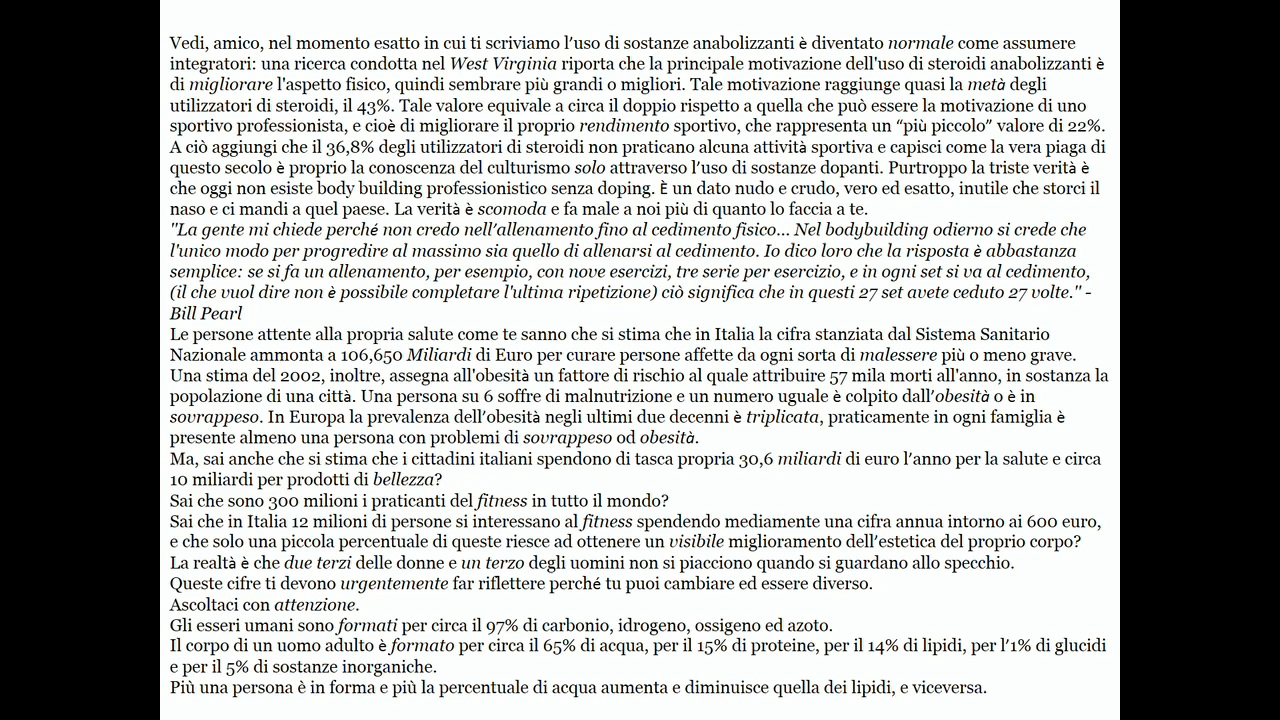 Vedi, amico, nel momento esatto in cui ti scriviamo l'uso di sostanze anabolizzanti è diventato normale come assumere
integratori: una ricerca condotta nel West Virginia riporta che la principale motivazione dell'uso di steroidi anabolizzanti è
di migliorare l'aspetto fisico, quindi sembrare più grandi o migliori. Tale motivazione raggiunge quasi la metà degli
utilizzatori di steroidi, il 43%. Tale valore equivale a circa il doppio rispetto a quella che può essere la motivazione di uno
sportivo professionista, e cioè di migliorare il proprio rendimento sportivo, che rappresenta un “più piccolo” valore di 22%.
A ciò aggiungi che il 36,8% degli utilizzatori di steroidi non praticano alcuna attività sportiva e capisci come la vera piaga di
questo secolo è proprio la conoscenza del culturismo solo attraverso l'uso di sostanze dopanti. Purtroppo la triste verità è
che oggi non esiste body building professionistico senza doping. È un dato nudo e crudo, vero ed esatto, inutile che storci il
naso e ci mandi a quel paese. La verità è scomoda e fa male a noi più di quanto lo faccia a te.
"La gente mi chiede perché non credo nell'allenamento fino al cedimento fisico... Nel bodybuilding odierno si crede che
l'unico modo per progredire al massimo sia quello di allenarsi al cedimento. Io dico loro che la risposta è abbastanza
semplice: se si fa un allenamento, per esempio, con nove esercizi, tre serie per esercizio, e in ogni set si va al cedimento,
(il che vuol dire non è possibile completare l'ultima ripetizione) ciò significa che in questi 27 set avete ceduto 27 volte." -
Bill Pearl
Le persone attente alla propria salute come te sanno che si stima che in Italia la cifra stanziata dal Sistema Sanitario
Nazionale ammonta a 106,650 Miliardi di Euro per curare persone affette da ogni sorta di malessere più o meno grave.
Una stima del 2002, inoltre, assegna all'obesità un fattore di rischio al quale attribuire 57 mila morti all'anno, in sostanza la
popolazione di una città. Una persona su 6 soffre di malnutrizione e un numero uguale è colpito dall'obesità o è in
sovrappeso. In Europa la prevalenza dell'obesità negli ultimi due decenni è triplicata, praticamente in ogni famiglia è
presente almeno una persona con problemi di sovrappeso od obesità.
Ma, sai anche che si stima che i cittadini italiani spendono di tasca propria 30,6 miliardi di euro l'anno per la salute e circa
10 miliardi per prodotti di bellezza?
Sai che sono 300 milioni i praticanti del fitness in tutto il mondo?
Sai che in Italia 12 milioni di persone si interessano al fitness spendendo mediamente una cifra annua intorno ai 600 euro,
e che solo una piccola percentuale di queste riesce ad ottenere un visibile miglioramento dell'estetica del proprio corpo?
La realtà è che due terzi delle donne e un terzo degli uomini non si piacciono quando si guardano allo specchio.
Queste cifre ti devono urgentemente far riflettere perché tu puoi cambiare ed essere diverso.
Ascoltaci con attenzione.
Gli esseri umani sono formati per circa il 97% di carbonio, idrogeno, ossigeno ed azoto.
Il corpo di un uomo adulto è formato per circa il 65% di acqua, per il 15% di proteine, per il 14% di lipidi, per l'1% di glucidi
e per il 5% di sostanze inorganiche.
Più una persona è in forma e più la percentuale di acqua aumenta e diminuisce quella dei lipidi, e viceversa.